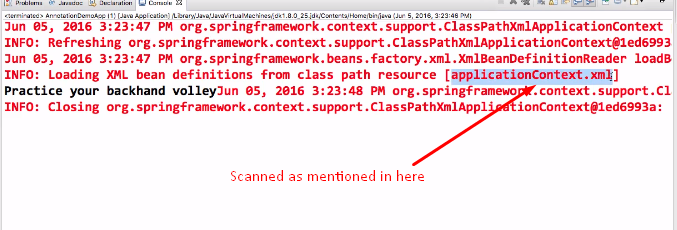 Problems Javadoc Declaration Console
<terminated> AnnotationDemoApp (1) [Java Application] /Library/Java/JavaVirtualMachines/jdk1.8.0_25.jdk/Contents/Home/bin/java (Jun 5, 2016 3:23:46 PM)
Jun 05, 2016 3:23:47 PM org.springframework.context.support.ClassPathXmlApplicationContext
INFO: Refreshing org.springframework.context.support.ClassPathXmlApplicationContext@1ed6993
Jun 05, 2016 3:23:47 PM org.springframework.beans.factory.xml.XmlBeanDefinitionReader loadB
INFO: Loading XML bean definitions from class path resource [applicationContext.xml]
Practice your backhand volleyJun 05, 2016 3:23:48 PM org.springframework.context.support.Cl
INFO: Closing org.springframework.context.support.ClassPathXmlApplicationContext@1ed6993a:
Scanned as mentioned in here